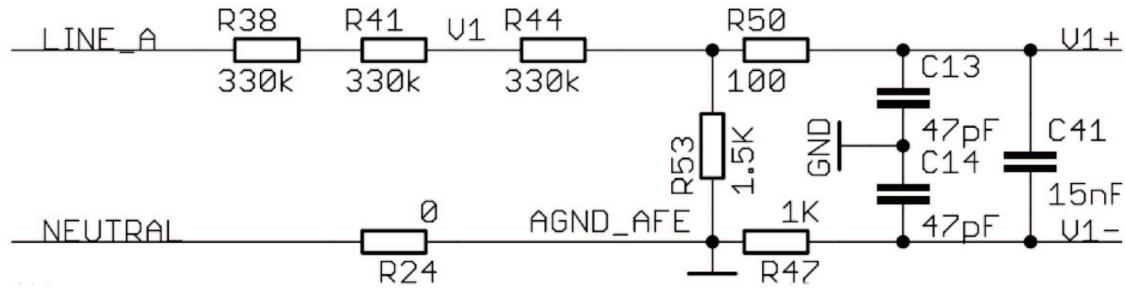 R38 R41 V1 R44 R50
LINE_A V1+
330k 330k 330k 100 C13
R53 1.5K GND 47pF C41
C14
15nF
NEUTRAL 0 AGND_AFE 1K 47pF V1-
R24 R47